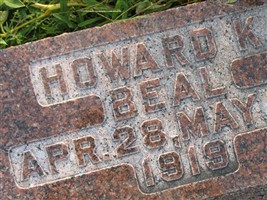 HOWARD K
BEAL
APR. 28, MAY
1919